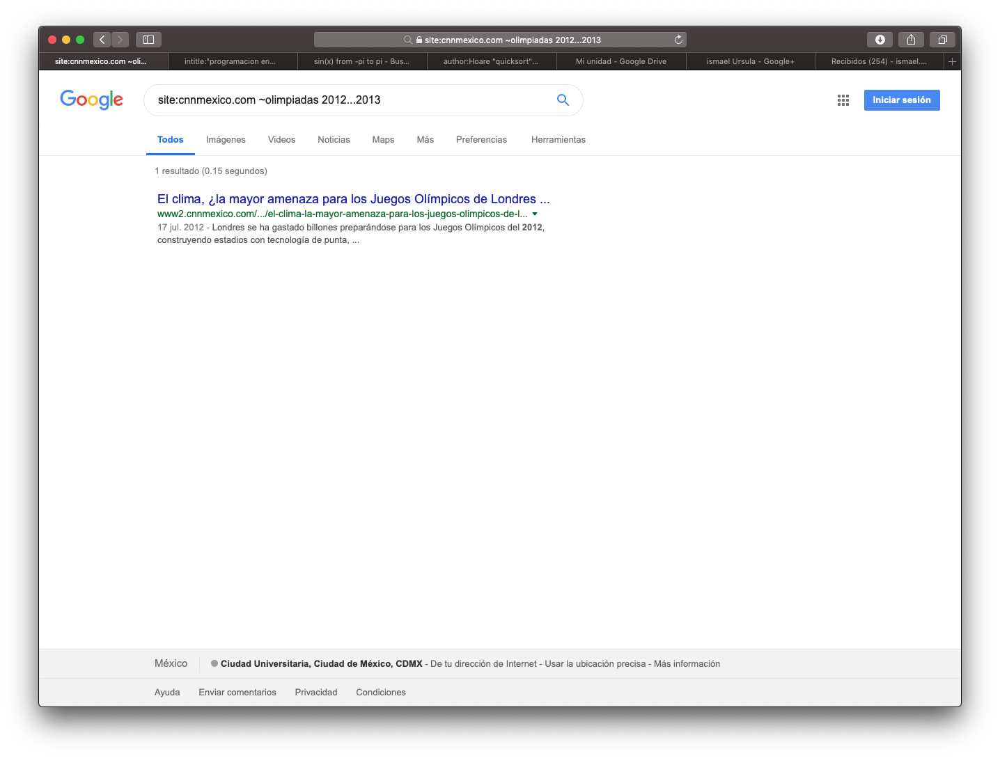 site:cnnmexico.com ~olimpiadas 2012...2013
site:cnnmexico.com ~oli...
intitle:"programacion en...
sin(x) from -pi to pi - Bus...
author:Hoare "quicksort"...
Mi unidad - Google Drive
ismael Ursula - Google+
Recibidos (254) - ismael....
Google
site:cnnmexico.com ~olimpiadas 2012...2013
Iniciar sesión
Todos
Imágenes
Videos
Noticias
Maps
Más
Preferencias
Herramientas
1 resultado (0.15 segundos)
El clima, ¿la mayor amenaza para los Juegos Olímpicos de Londres ...
www2.cnnmexico.com/.../el-clima-la-mayor-amenaza-para-los-juegos-olimpicos-de-l...
17 jul. 2012 - Londres se ha gastado billones preparándose para los Juegos Olímpicos del 2012,
construyendo estadios con tecnología de punta, ...
México
Ciudad Universitaria, Ciudad de México, CDMX - De tu dirección de Internet - Usar la ubicación precisa - Más información
Ayuda
Enviar comentarios
Privacidad
Condiciones